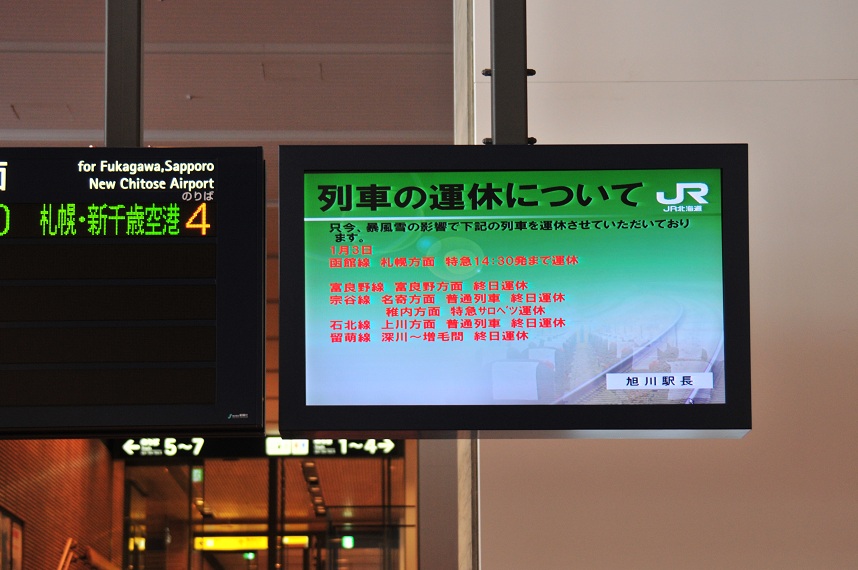 for Fukagawa,Sapporo
New Chitose Airport
のりば
札幌・新千歳空港 4
列車の運休について
JR
JR北海道
只今、暴風雪の影響で下記の列車を運休させていただいており
ます。
1月3日
函館線 札幌方面 特急14:30発まで運休
富良野線 富良野方面 終日運休
宗谷線 名寄方面 普通列車 終日運休
稚内方面 特急サロベツ運休
石北線 上川方面 普通列車 終日運休
留萌線 深川～増毛間 終日運休
旭川駅長
←
5~7
1~4→